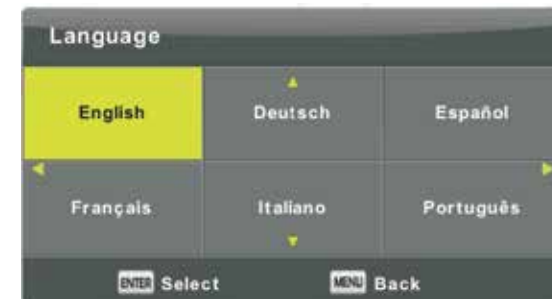 Language
English Deutsch Español
Français Italiano Português
ENTER Select MENU Back